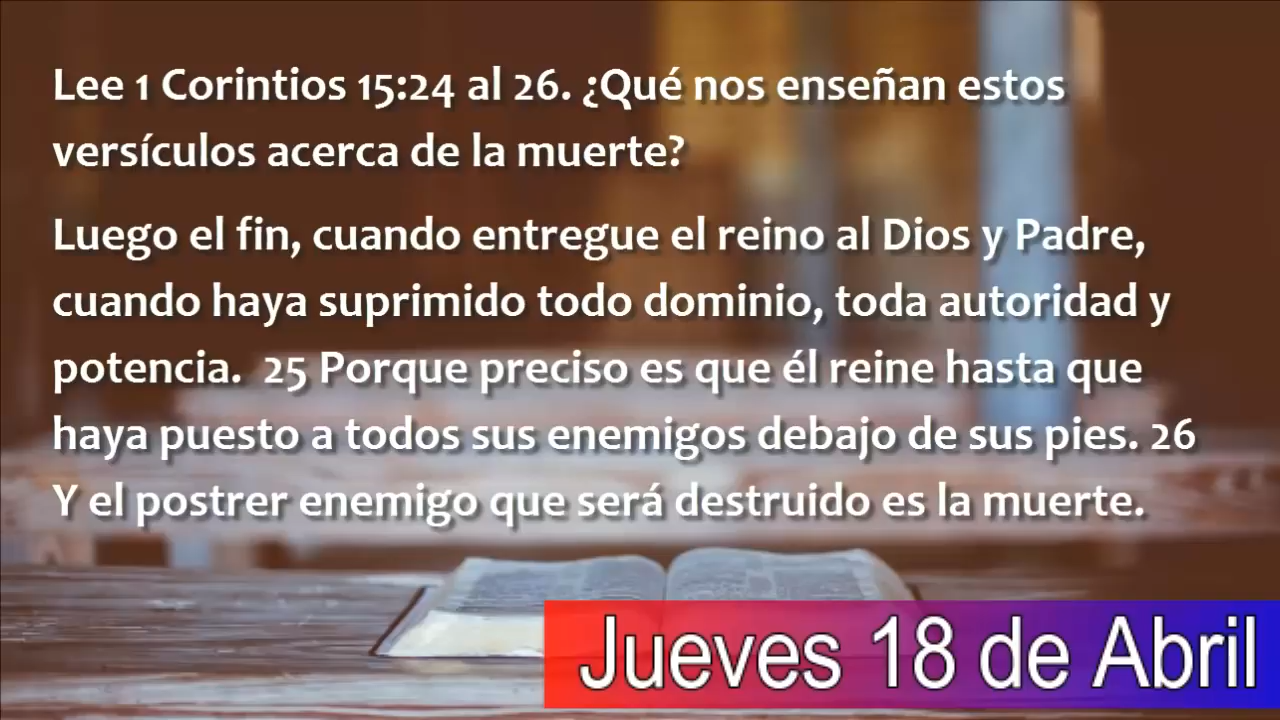 Lee 1 Corintios 15:24 al 26. ¿Qué nos enseñan estos
versículos acerca de la muerte?
Luego el fin, cuando entregue el reino al Dios y Padre,
cuando haya suprimido todo dominio, toda autoridad y
potencia.  25 Porque preciso es que él reine hasta que
haya puesto a todos sus enemigos debajo de sus pies. 26
Y el postrer enemigo que será destruido es la muerte.
Jueves 18 de Abril